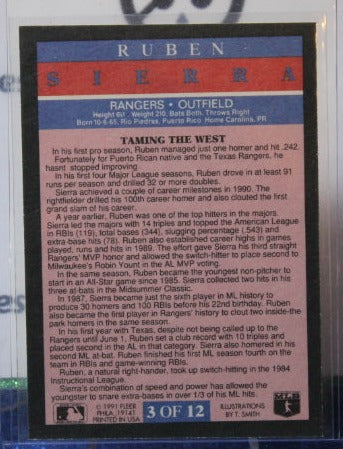 RUBEN
SIERRA
RANGERS • OUTFIELD
Height 6'1" Weight 210, Bats Both, Throws Right
Born 10-6-65, Rio Piedras, Puerto Rico Home Carolina, PR
TAMING THE WEST
In his first pro season, Ruben managed just one homer and hit .242.
Fortunately for Puerto Rican native and the Texas Rangers, he
hasnt stopped improving.
In his first four Major League seasons, Ruben drove in at least 91
runs per season and drilled 32 or more doubles.
Sierra achieved a couple of career milestones in 1990. The
rightfielder drilled his 100th career homer and also clouted the first
grand slam of his career.
A year earlier, Ruben was one of the top hitters in the majors.
Sierra led the majors with 14 triples and topped the American League
in RBIs (119), total bases (344), slugging percentage (.543) and
extra-base hits (78). Ruben also established career highs in games
played, runs and hits in 1989. The effort gave Sierra his third straight
Rangers' MVP honor and allowed the switch-hitter to place second to
Milwaukee's Robin Yount in the AL MVP voting.
In the same season, Ruben became the youngest non-pitcher to
start in an All-Star game since 1985. Sierra collected two hits in his
three at-bats in the Midsummer Classic.
In 1987, Sierra became just the sixth player in ML history to
produce 30 homers and 100 RBIs before his 22nd birthday. Ruben
also became the first player in Rangers' history to clout two inside-the
park homers in the same season.
In his first year with Texas, despite not being called up to the
Rangers until June 1, Ruben set a club record with 10 triples and
placed second in the AL in that category. Sierra also homered in his
second ML at-bat. Ruben finished his first ML season fourth on the
team in RBIs and game-winning RBIs.
Ruben, a natural right-hander, took up switch-hitting in the 1984
Instructional League.
Sierra's combination of speed and power has allowed the
youngster to snare extra-bases in over 1/3 of his ML hits.
© 1991 FLEER
PHILA., 19141
PRINTED IN USA
3 OF 12
ILLUSTRATIONS
BY T. SMITH